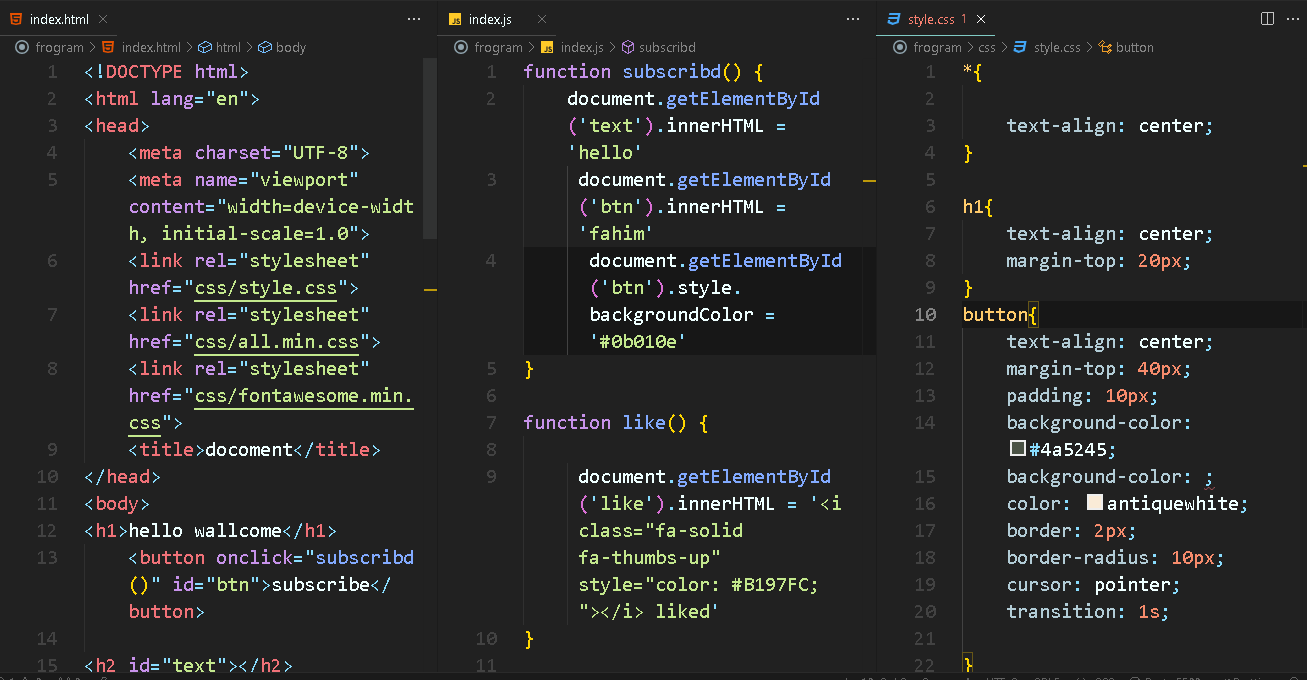 index.html
frogram > index.html > html > body
1 <!DOCTYPE html>
2 <html lang="en">
3 <head>
4 <meta charset="UTF-8">
5 <meta name="viewport"
content="width=device-widt
h, initial-scale=1.0">
6 <link rel="stylesheet"
href="css/style.css">
7 <link rel="stylesheet"
href="css/all.min.css">
8 <link rel="stylesheet"
href="css/fontawesome.min.
css">
9 <title>docoment</title>
10 </head>
11 <body>
12 <h1>hello wallcome</h1>
13 <button onclick="subscribd
()" id="btn">subscribe</
button>
14
15 <h2 id="text"></h2>
JS index.js
frogram > JS index.js > subscribd
1 function subscribd() {
2 document.getElementById
('text').innerHTML =
'hello'
3 document.getElementById
('btn').innerHTML =
'fahim'
4 document.getElementById
('btn').style.
backgroundColor =
'#0b010e'
5 }
6
7 function like() {
8
9 document.getElementById
('like').innerHTML = '<i
class="fa-solid
fa-thumbs-up"
style="color: #B197FC;
"></i> liked'
10 }
11
style.css 1
frogram > css > style.css > button
1 *{
2
3 text-align: center;
4 }
5
6 h1{
7 text-align: center;
8 margin-top: 20px;
9 }
10 button{
11 text-align: center;
12 margin-top: 40px;
13 padding: 10px;
14 background-color:
#4a5245;
15 background-color: ;
16 color: antiquewhite;
17 border: 2px;
18 border-radius: 10px;
19 cursor: pointer;
20 transition: 1s;
21
22 }